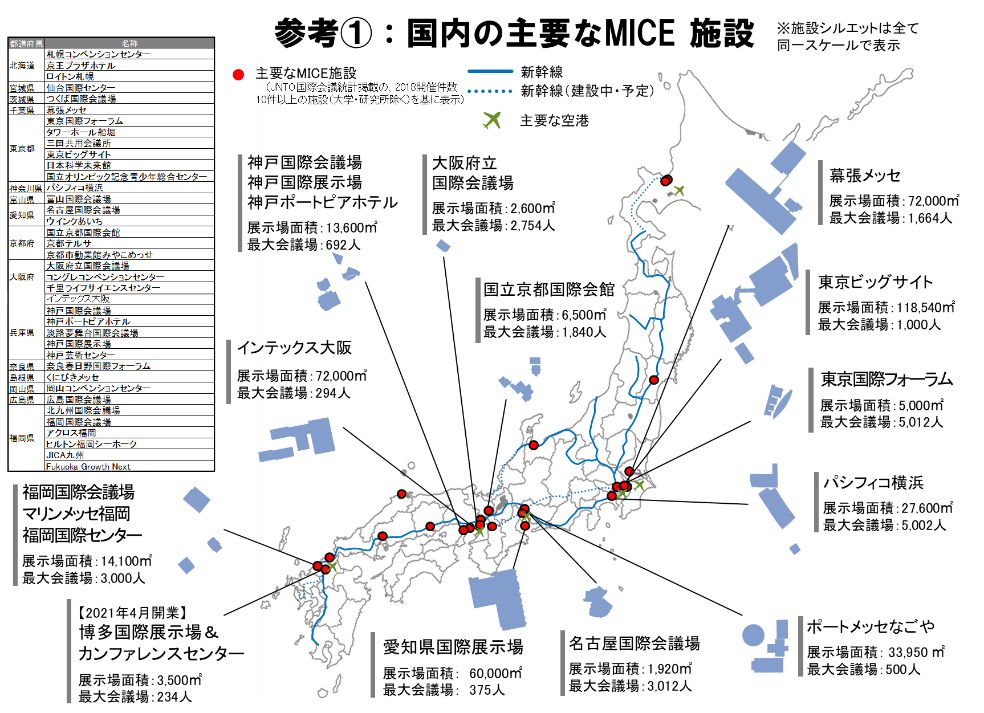 参考①：国内の主要なMICE 施設
※施設シルエットは全て
同一スケールで表示
都道府県 名称
北海道
札幌コンベンションセンター
京王プラザホテル
ロイトン札幌
宮城県 仙台国際センター
茨城県 つくば国際会議場
千葉県 幕張メッセ
東京都
東京国際フォーラム
タワーホール船堀
三田共用会議所
東京ビッグサイト
日本科学未来館
国立オリンピック記念青少年総合センター
神奈川県 パシフィコ横浜
富山県 富山国際会議場
愛知県
名古屋国際会議場
ウインクあいち
京都府
国立京都国際会館
京都テルサ
京都市勧業館みやこめっせ
大阪府
大阪府立国際会議場
コングレコンベンションセンター
千里ライフサイエンスセンター
インテックス大阪
兵庫県
神戸国際会議場
神戸ポートピアホテル
淡路夢舞台国際会議場
神戸国際展示場
神戸芸術センター
奈良県 奈良春日野国際フォーラム
島根県 くにびきメッセ
岡山県 岡山コンベンションセンター
広島県 広島国際会議場
福岡県
北九州国際会議場
福岡国際会議場
アクロス福岡
ヒルトン福岡シーホーク
JICA九州
Fukuoka Growth Next
主要なMICE施設
（JNTO国際会議統計掲載の、2018開催件数
10件以上の施設（大学・研究所除く）を基に表示）
新幹線
新幹線（建設中・予定）
主要な空港
神戸国際会議場
神戸国際展示場
神戸ポートピアホテル
展示場面積：13,600㎡
最大会議場：692人
大阪府立
国際会議場
展示場面積：2,600㎡
最大会議場：2,754人
国立京都国際会館
展示場面積：6,500㎡
最大会議場：1,840人
インテックス大阪
展示場面積：72,000㎡
最大会議場：294人
幕張メッセ
展示場面積：72,000㎡
最大会議場：1,664人
東京ビッグサイト
展示場面積：118,540㎡
最大会議場：1,000人
東京国際フォーラム
展示場面積：5,000㎡
最大会議場：5,012人
パシフィコ横浜
展示場面積：27,600㎡
最大会議場：5,002人
福岡国際会議場
マリンメッセ福岡
福岡国際センター
展示場面積：14,100㎡
最大会議場：3,000人
【2021年4月開業】
博多国際展示場＆
カンファレンスセンター
展示場面積：3,500㎡
最大会議場：234人
愛知県国際展示場
展示場面積： 60,000㎡
最大会議場： 375人
名古屋国際会議場
展示場面積：1,920㎡
最大会議場：3,012人
ポートメッセなごや
展示場面積： 33,950 ㎡
最大会議場：500人